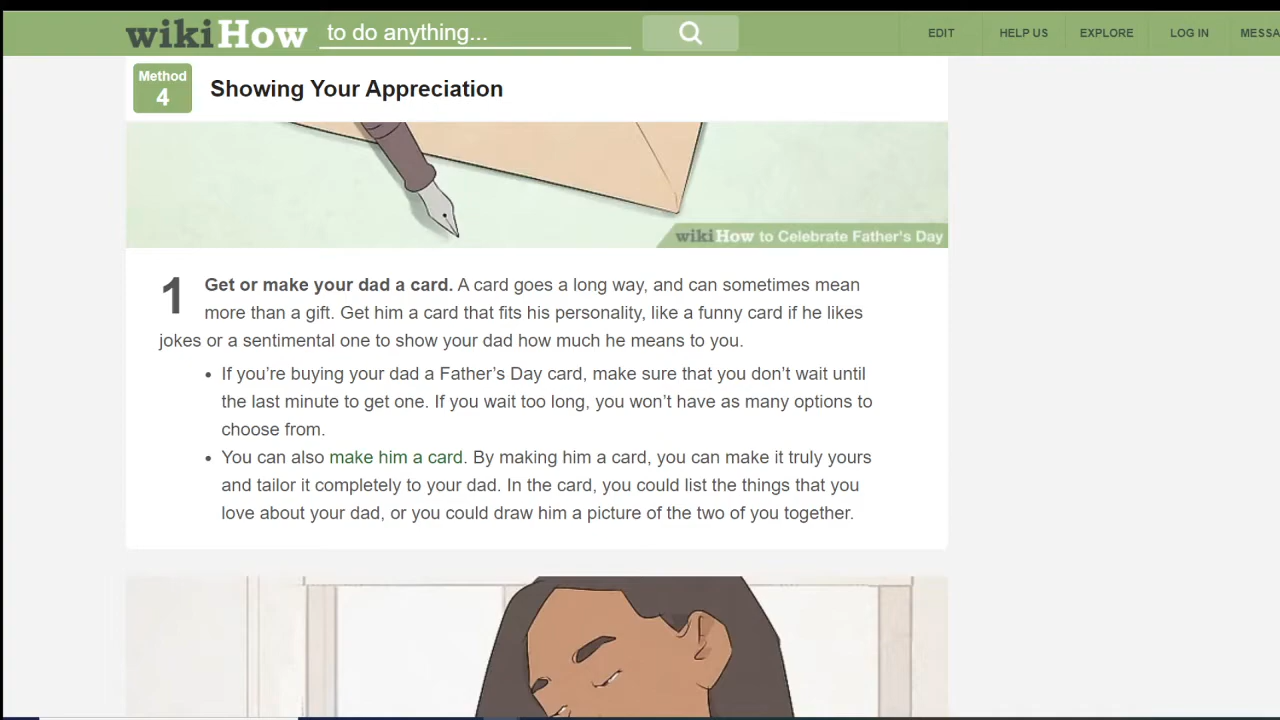 wikiHow to do anything... EDIT HELP US EXPLORE LOG IN MESSA
Method
4
Showing Your Appreciation
wikiHow to Celebrate Father's Day
1 Get or make your dad a card. A card goes a long way, and can sometimes mean
more than a gift. Get him a card that fits his personality, like a funny card if he likes
jokes or a sentimental one to show your dad how much he means to you.
• If you’re buying your dad a Father’s Day card, make sure that you don’t wait until
the last minute to get one. If you wait too long, you won’t have as many options to
choose from.
• You can also make him a card. By making him a card, you can make it truly yours
and tailor it completely to your dad. In the card, you could list the things that you
love about your dad, or you could draw him a picture of the two of you together.